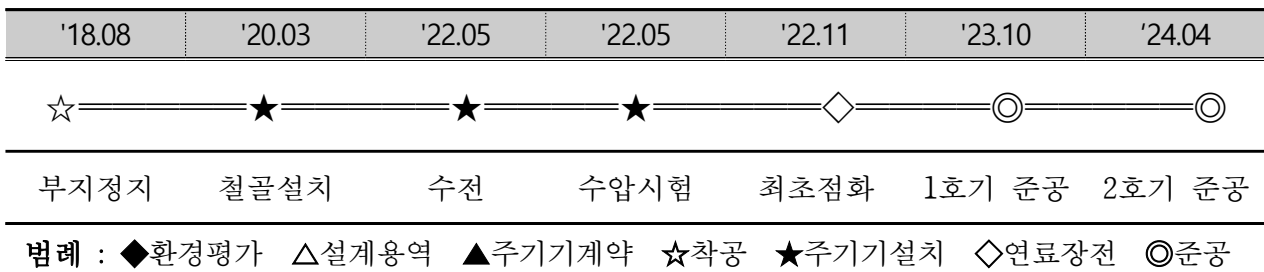 '18.08 '20.03 '22.05 '22.05 '22.11 '23.10 ‘24.04
☆═════★═════★════★═════◇════◎═════◎
부지정지 철골설치 수전 수압시험 최초점화 1호기 준공 2호기 준공
범례 : ◆환경평가 △설계용역 ▲주기기계약 ☆착공 ★주기기설치 ◇연료장전 ◎준공